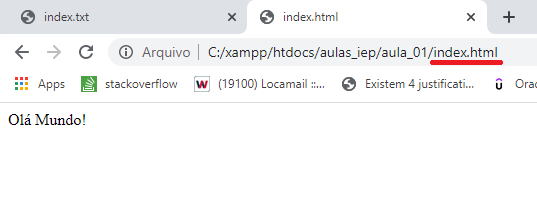 index.txt
index.html
Arquivo
C:/xampp/htdocs/aulas_iep/aula_01/index.html
Apps
stackoverflow
(19100) Locamail ::...
Existem 4 justificati...
Orac
Olá Mundo!